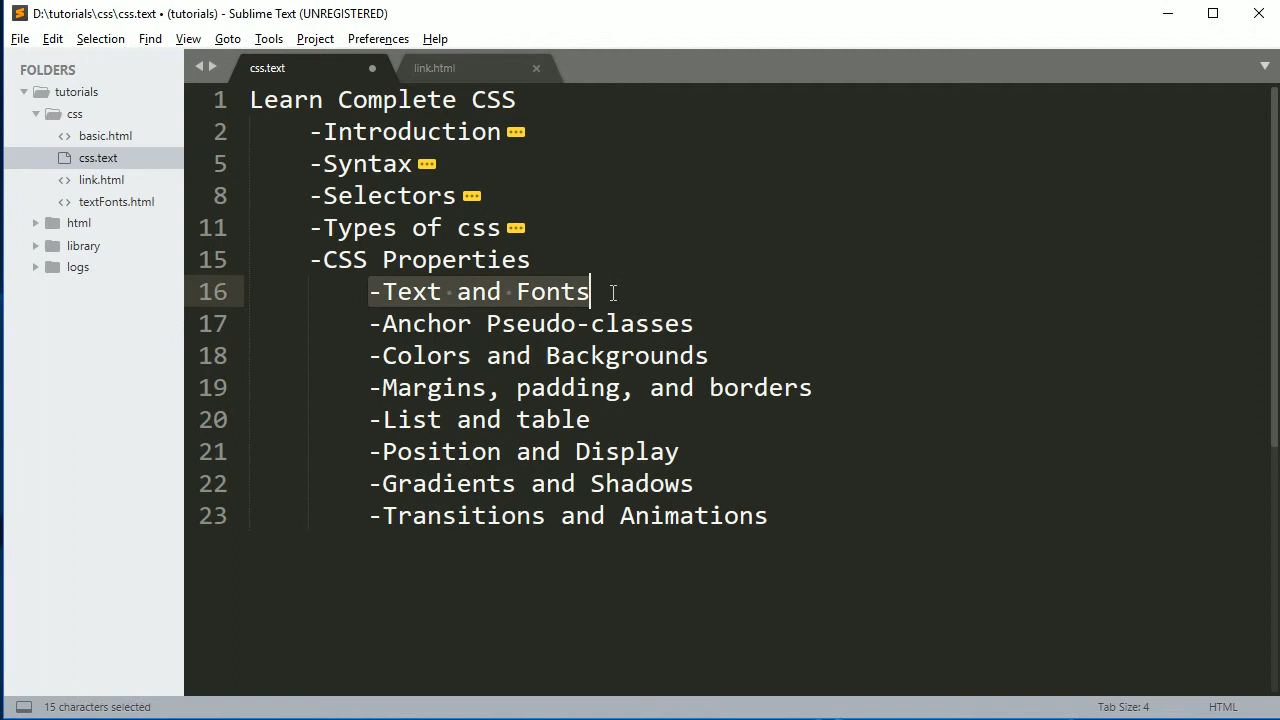 D:\tutorials\css\css.text • (tutorials) - Sublime Text (UNREGISTERED)
File Edit Selection Find View Goto Tools Project Preferences Help
FOLDERS
tutorials
css
basic.html
css.text
link.html
textFonts.html
html
library
logs
css.text link.html
1 Learn Complete CSS
2 -Introduction
5 -Syntax
8 -Selectors
11 -Types of css
15 -CSS Properties
16 -Text and Fonts
17 -Anchor Pseudo-classes
18 -Colors and Backgrounds
19 -Margins, padding, and borders
20 -List and table
21 -Position and Display
22 -Gradients and Shadows
23 -Transitions and Animations
15 characters selected Tab Size: 4 HTML